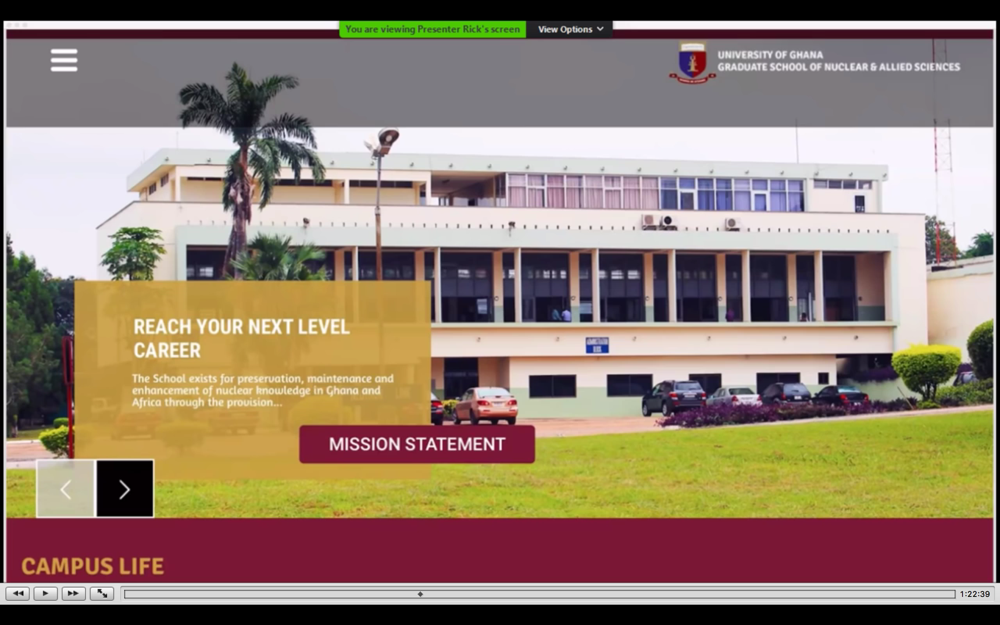 You are viewing Presenter Rick's screen
View Options
UNIVERSITY OF GHANA
GRADUATE SCHOOL OF NUCLEAR & ALLIED SCIENCES
REACH YOUR NEXT LEVEL
CAREER
The School exists for preservation, maintenance and
enhancement of nuclear knowledge in Ghana and
Africa through the provision...
MISSION STATEMENT
CAMPUS LIFE
1:22:39